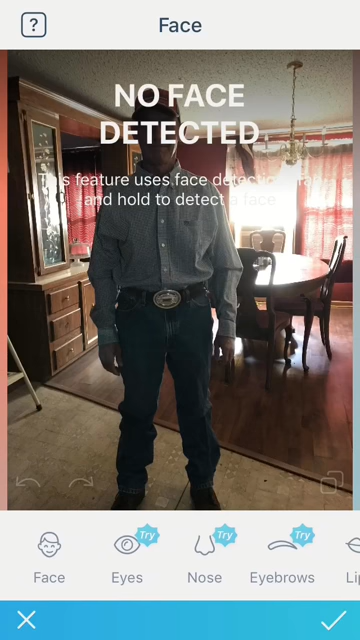 ?
Face
NO FACE
DETECTED
This feature uses face detection.
and hold to detect a face
Try
Try
Try
Face
Eyes
Nose
Eyebrows